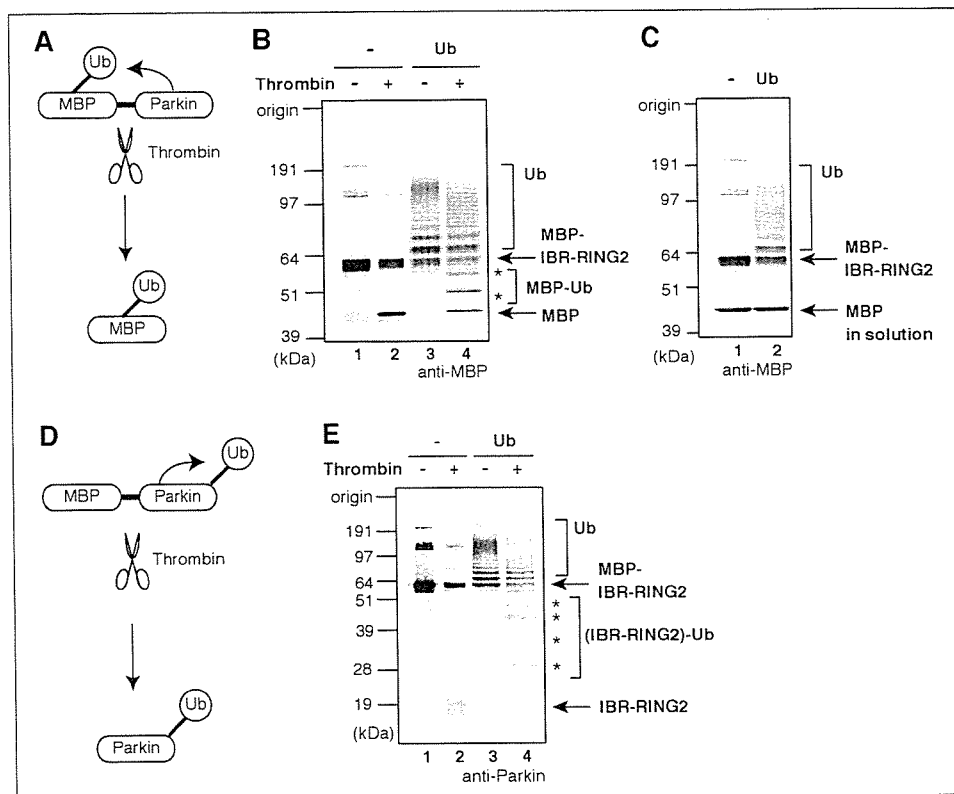 A
Ub
MBP
Parkin
Thrombin
Ub
MBP
B
- Ub
Thrombin - + - +
origin
191
97
64
51
39
(kDa)
1 2 3 4
anti-MBP
Ub
MBP-
IBR-RING2
*
MBP-Ub
*
MBP
C
- Ub
origin
191
97
64
51
39
(kDa)
1 2
anti-MBP
Ub
MBP-
IBR-RING2
MBP
in solution
D
Ub
MBP
Parkin
Thrombin
Ub
Parkin
E
- Ub
Thrombin - + - +
origin
191
97
64
51
39
28
19
(kDa)
1 2 3 4
anti-Parkin
Ub
MBP-
IBR-RING2
*
*
(IBR-RING2)-Ub
*
*
IBR-RING2